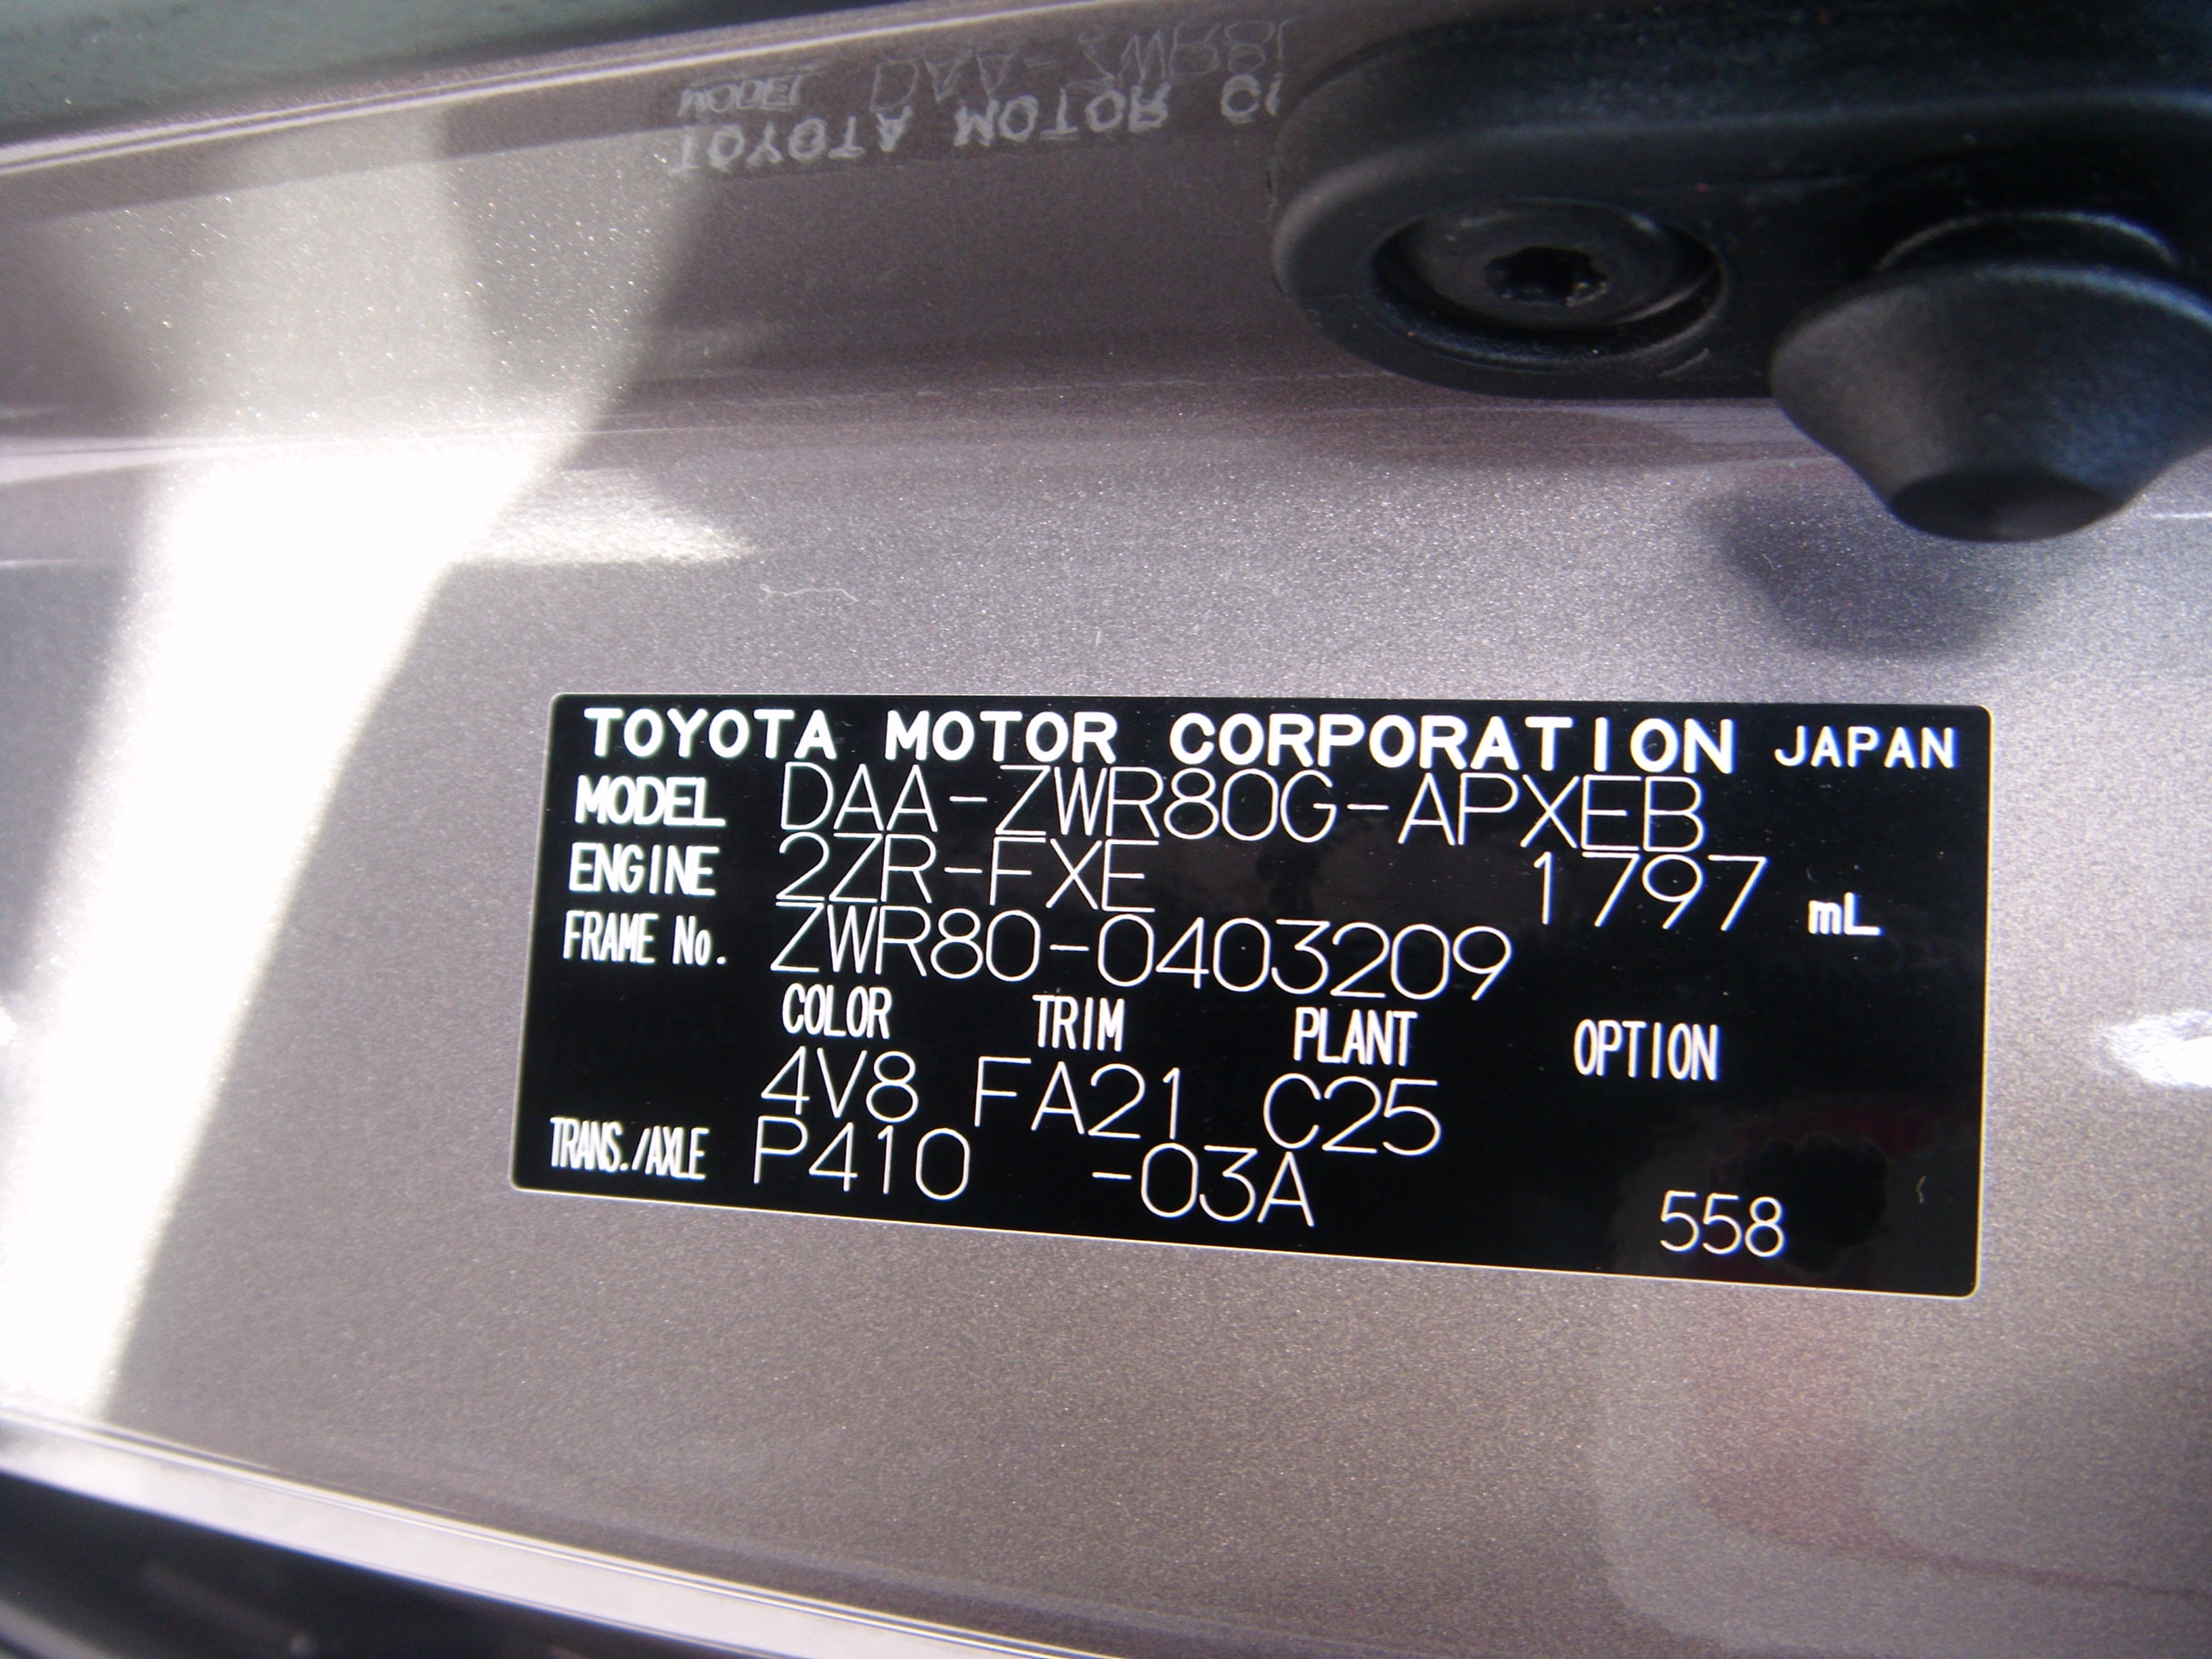 TOYOTA MOTOR CORPORATION JAPAN
MODEL DAA-ZWR80G-APXEB
ENGINE 2ZR-FXE 1797 mL
FRAME No. ZWR80-0403209
COLOR TRIM PLANT OPTION
4V8 FA21 C25
TRANS./AXLE P410 -03A
558